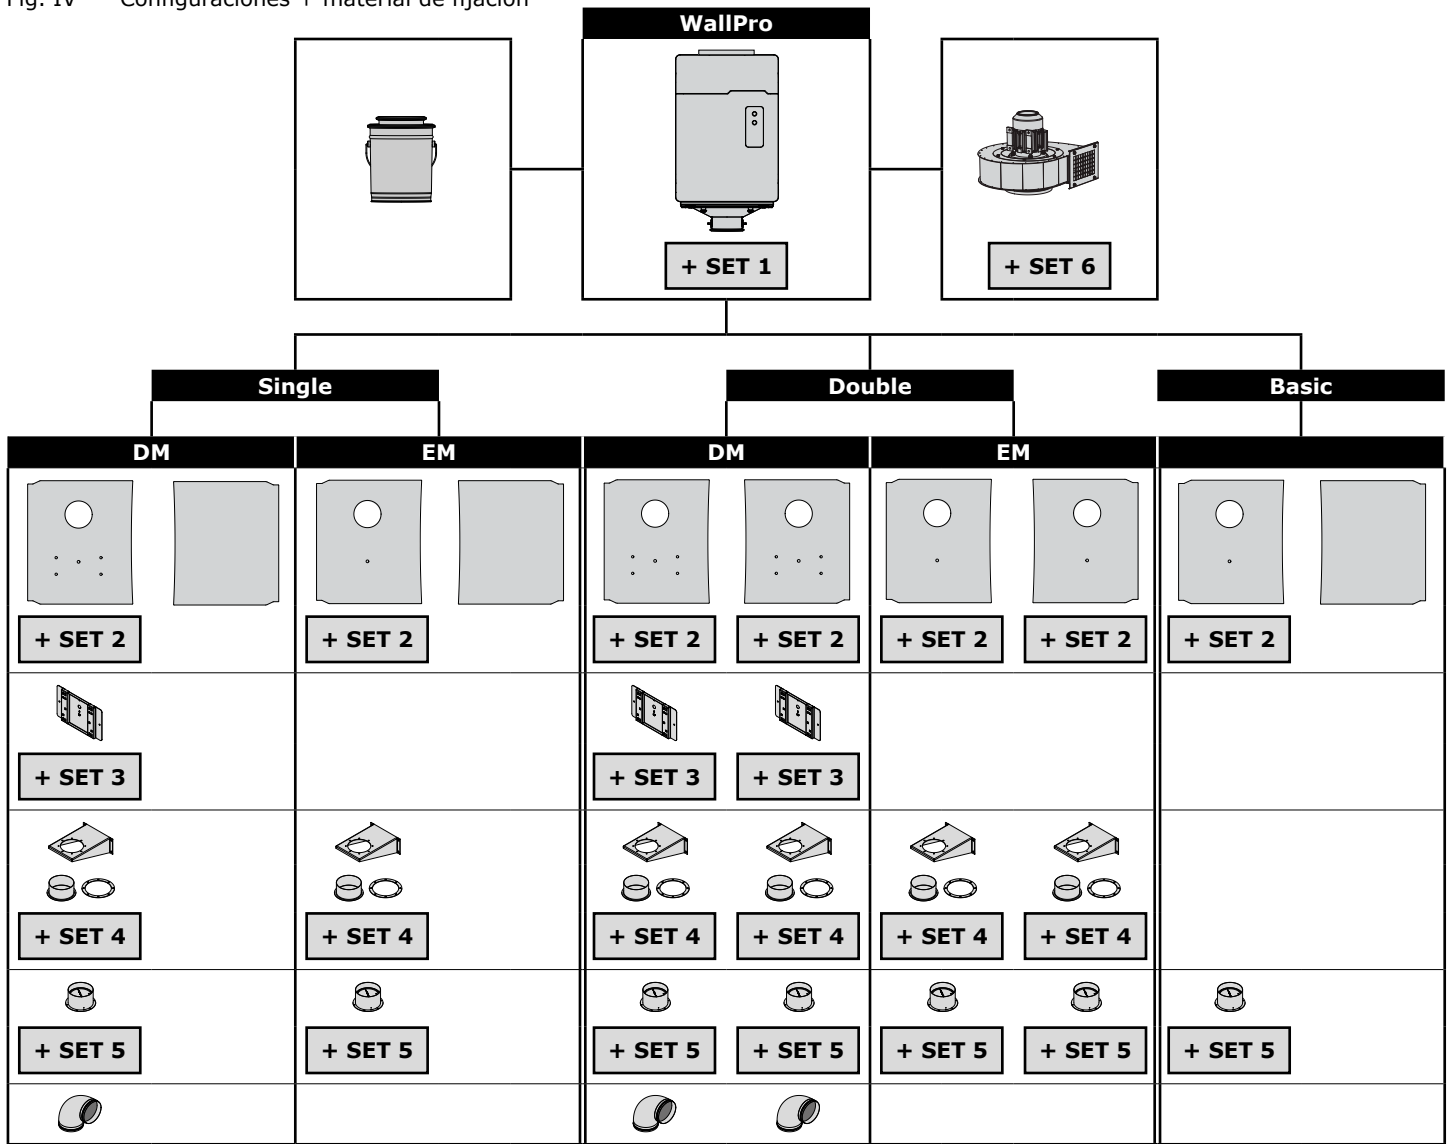 Fig. IV Configuraciones + material de fijación
WallPro
+ SET 1
+ SET 6
Single
Double
Basic
DM
EM
DM
EM
+ SET 2
+ SET 2
+ SET 2
+ SET 2
+ SET 2
+ SET 2
+ SET 2
+ SET 3
+ SET 3
+ SET 3
+ SET 4
+ SET 4
+ SET 4
+ SET 4
+ SET 4
+ SET 4
+ SET 5
+ SET 5
+ SET 5
+ SET 5
+ SET 5
+ SET 5
+ SET 5